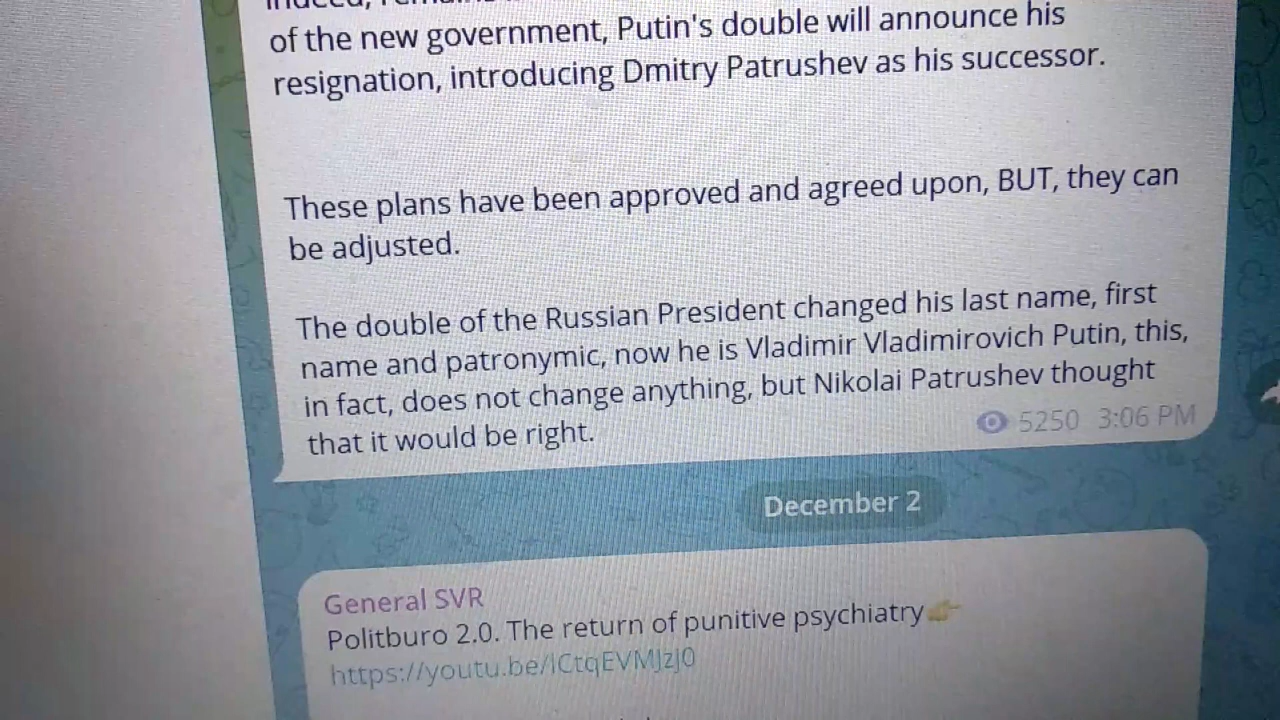 of the new government, Putin's double will announce his
resignation, introducing Dmitry Patrushev as his successor.
These plans have been approved and agreed upon, BUT, they can
be adjusted.
The double of the Russian President changed his last name, first
name and patronymic, now he is Vladimir Vladimirovich Putin, this,
in fact, does not change anything, but Nikolai Patrushev thought
that it would be right.
5250 3:06 PM
December 2
General SVR
Politburo 2.0. The return of punitive psychiatry👉